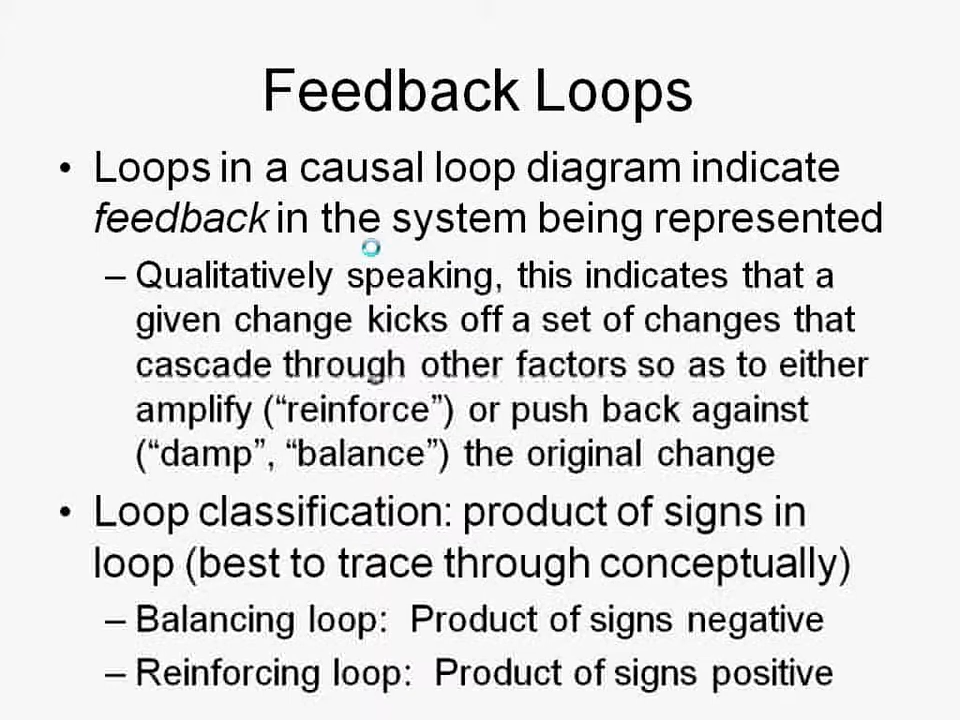 Feedback Loops
• Loops in a causal loop diagram indicate
feedback in the system being represented
– Qualitatively speaking, this indicates that a
given change kicks off a set of changes that
cascade through other factors so as to either
amplify (“reinforce”) or push back against
(“damp”, “balance”) the original change
• Loop classification: product of signs in
loop (best to trace through conceptually)
– Balancing loop:  Product of signs negative
– Reinforcing loop:  Product of signs positive